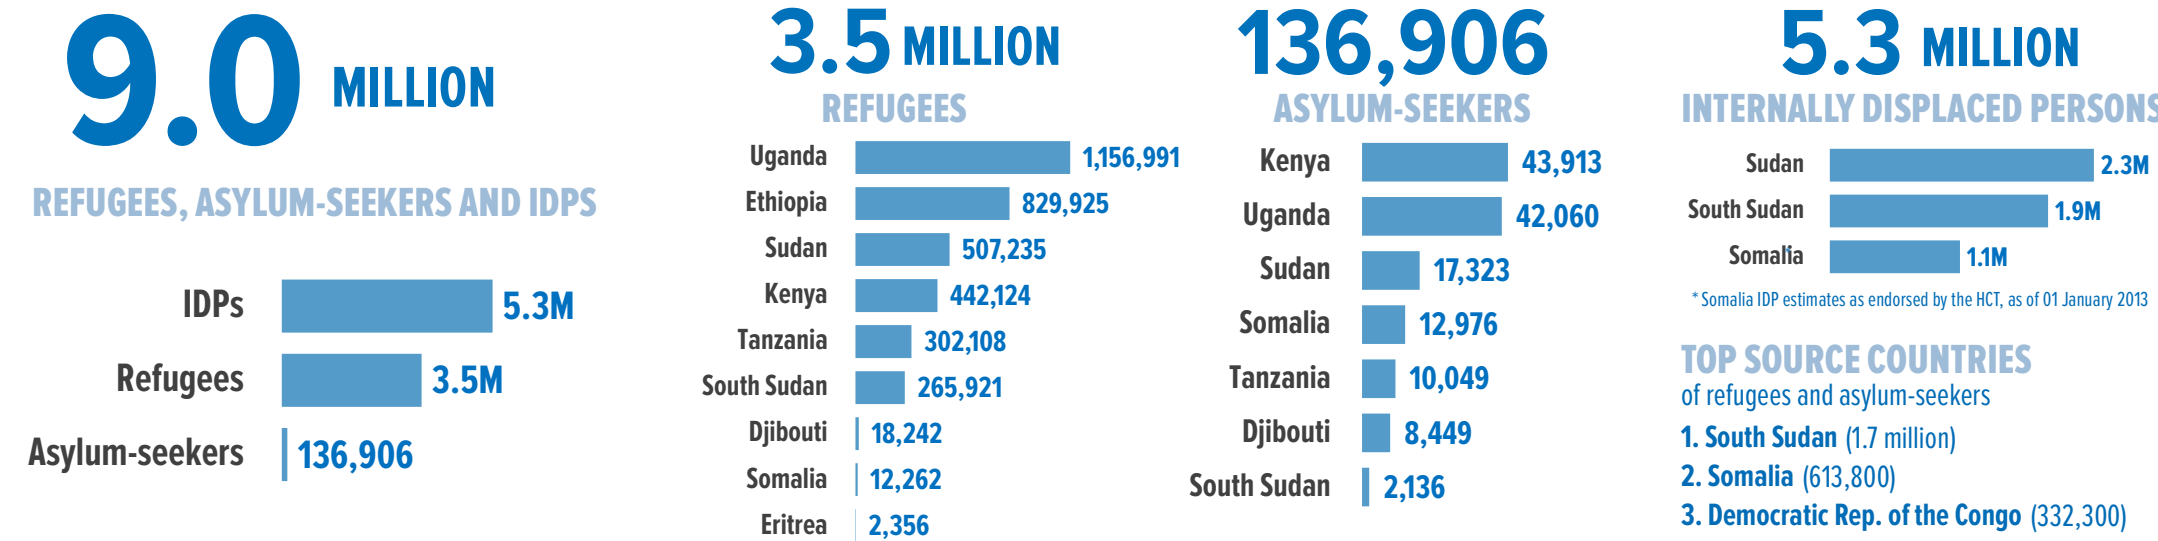 9.0 MILLION
REFUGEES, ASYLUM-SEEKERS AND IDPS
IDPs 5.3M
Refugees 3.5M
Asylum-seekers 136,906
3.5 MILLION
REFUGEES
Uganda 1,156,991
Ethiopia 829,925
Sudan 507,235
Kenya 442,124
Tanzania 302,108
South Sudan 265,921
Djibouti 18,242
Somalia 12,262
Eritrea 2,356
136,906
ASYLUM-SEEKERS
Kenya 43,913
Uganda 42,060
Sudan 17,323
Somalia 12,976
Tanzania 10,049
Djibouti 8,449
South Sudan 2,136
5.3 MILLION
INTERNALLY DISPLACED PERSONS
Sudan 2.3M
South Sudan 1.9M
Somalia* 1.1M
* Somalia IDP estimates as endorsed by the HCT, as of 01 January 2013
TOP SOURCE COUNTRIES
of refugees and asylum-seekers
1. South Sudan (1.7 million)
2. Somalia (613,800)
3. Democratic Rep. of the Congo (332,300)